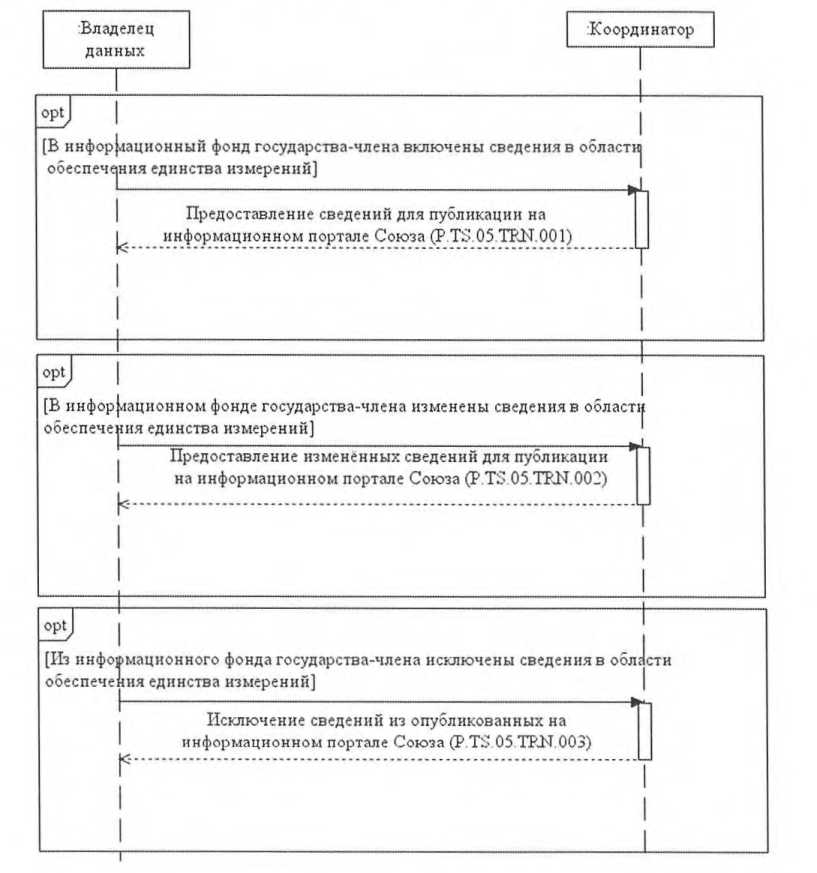 :Владелец
данных
:Координатор
opt
[В информационный фонд государства-члена включены сведения в области
обеспечения единства измерений]
Предоставление сведений для публикации на
информационном портале Союза (P.TS.05.TRN.001)
opt
[В информационном фонде государства-члена изменены сведения в области
обеспечения единства измерений]
Предоставление изменённых сведений для публикации
на информационном портале Союза (P.TS.05.TRN.002)
opt
[Из информационного фонда государства-члена исключены сведения в области
обеспечения единства измерений]
Исключение сведений из опубликованных на
информационном портале Союза (P.TS.05.TRN.003)